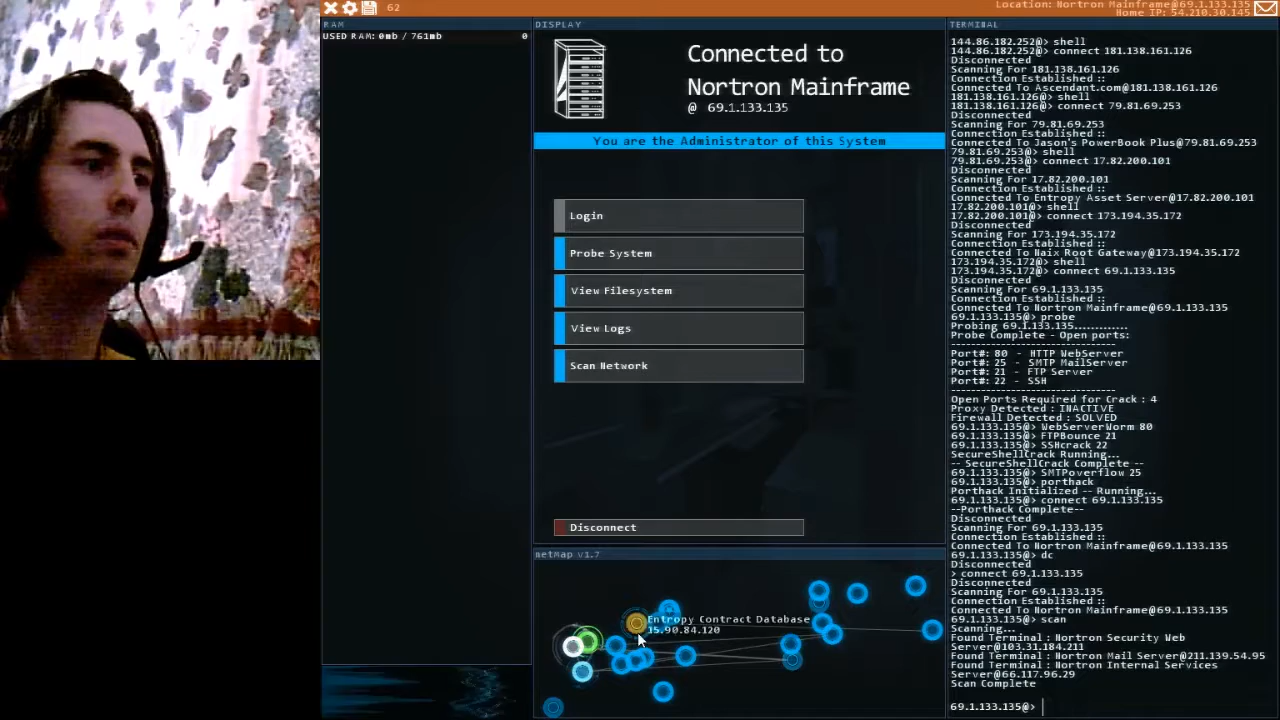 62
Location: Nortron Mainframe@69.1.133.135
Home IP: 54.210.30.145
RAM
USED RAM: 0mb / 761mb
0
DISPLAY
Connected to
Nortron Mainframe
@ 69.1.133.135
You are the Administrator of this System
Login
Probe System
View Filesystem
View Logs
Scan Network
Disconnect
netMap v1.7
Entropy Contract Database
15.90.84.120
TERMINAL
144.86.182.252@> shell
144.86.182.252@> connect 181.138.161.126
Disconnected
Scanning For 181.138.161.126
Connection Established ::
Connected To Ascendant.com@181.138.161.126
181.138.161.126@> shell
181.138.161.126@> connect 79.81.69.253
Disconnected
Scanning For 79.81.69.253
Connection Established ::
Connected To Jason's PowerBook Plus@79.81.69.253
79.81.69.253@> shell
79.81.69.253@> connect 17.82.200.101
Disconnected
Scanning For 17.82.200.101
Connection Established ::
Connected To Entropy Asset Server@17.82.200.101
17.82.200.101@> shell
17.82.200.101@> connect 173.194.35.172
Disconnected
Scanning For 173.194.35.172
Connection Established ::
Connected To Naix Root Gateway@173.194.35.172
173.194.35.172@> shell
173.194.35.172@> connect 69.1.133.135
Disconnected
Scanning For 69.1.133.135
Connection Established ::
Connected To Nortron Mainframe@69.1.133.135
69.1.133.135@> probe
Probing 69.1.133.135.............
Probe Complete - Open ports:
---------------------------------
Port#: 80 - HTTP WebServer
Port#: 25 - SMTP MailServer
Port#: 21 - FTP Server
Port#: 22 - SSH
---------------------------------
Open Ports Required for Crack : 4
Proxy Detected : INACTIVE
Firewall Detected : SOLVED
69.1.133.135@> WebServerWorm 80
69.1.133.135@> FTPBounce 21
69.1.133.135@> SSHcrack 22
SecureShellCrack Running...
-- SecureShellCrack Complete --
69.1.133.135@> SMTPoverflow 25
69.1.133.135@> porthack
Porthack Initialized -- Running...
69.1.133.135@> connect 69.1.133.135
--Porthack Complete--
Disconnected
Scanning For 69.1.133.135
Connection Established ::
Connected To Nortron Mainframe@69.1.133.135
69.1.133.135@> dc
Disconnected
> connect 69.1.133.135
Disconnected
Scanning For 69.1.133.135
Connection Established ::
Connected To Nortron Mainframe@69.1.133.135
69.1.133.135@> scan
Scanning...
Found Terminal : Nortron Security Web
Server@103.31.184.211
Found Terminal : Nortron Mail Server@211.139.54.95
Found Terminal : Nortron Internal Services
Server@66.117.96.29
Scan Complete
69.1.133.135@>